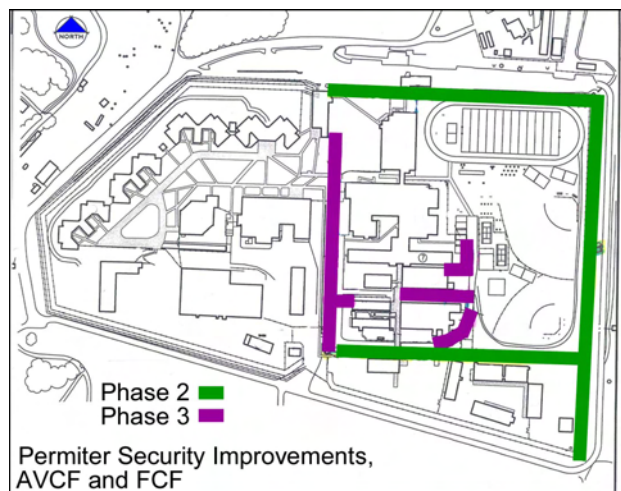 NORTH
Phase 2
Phase 3
Permiter Security Improvements,
AVCF and FCF